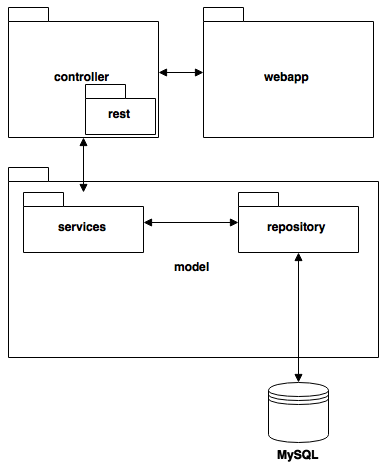 controller
webapp
rest
services
repository
model
MySQL